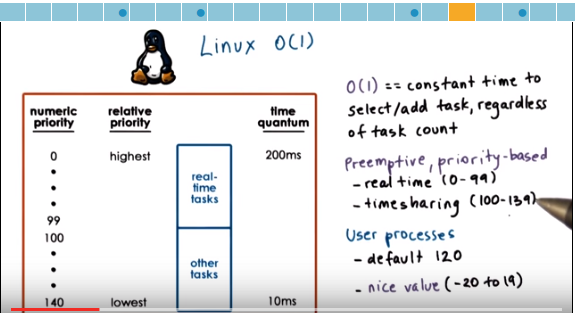 Linux O(1)
numeric priority
relative priority
time quantum
0
highest
200ms
real-
time
tasks
99
100
other
tasks
140
lowest
10ms
O(1) == constant time to
select/add task, regardless
of task count
Preemptive, priority-based
- real time (0-99)
- timesharing (100-139)
User processes
- default 120
- nice value (-20 to 19)